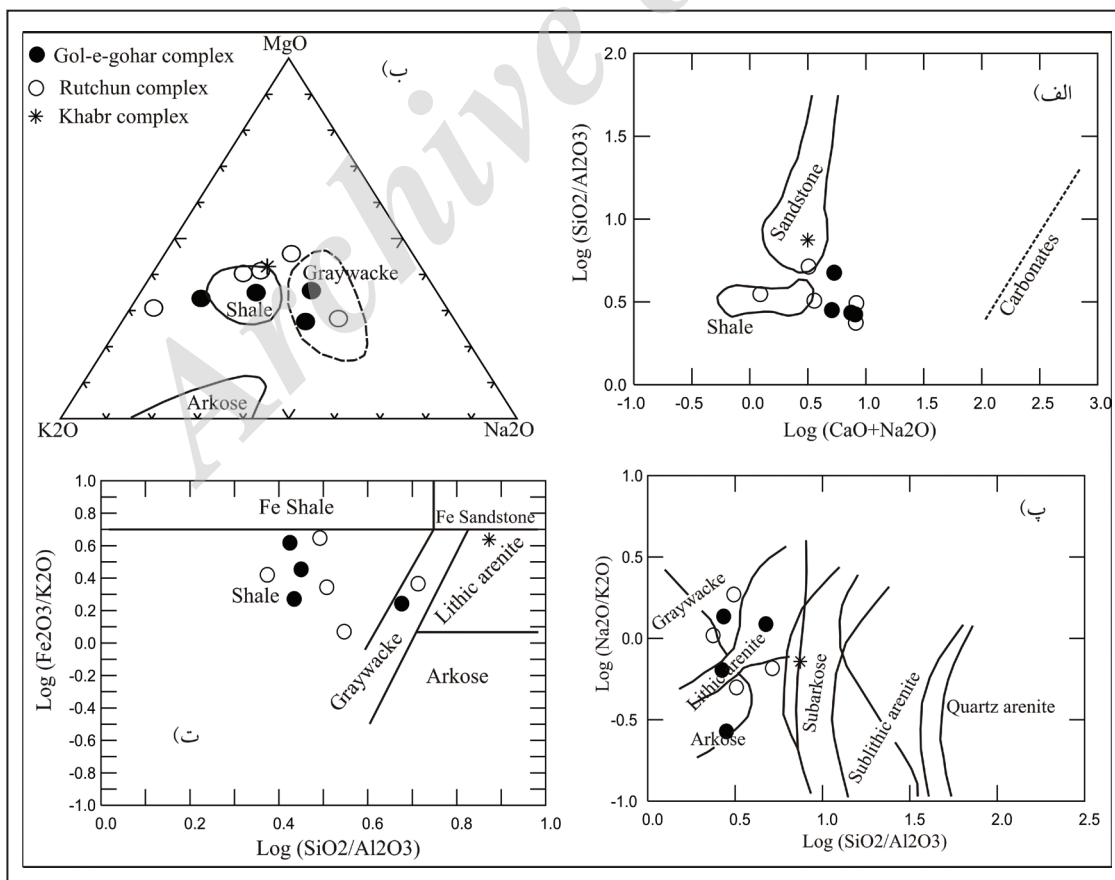 Gol-e-gohar complex
Rutchun complex
Khabr complex
MgO
ب)
Graywacke
Shale
Arkose
K2O
Na2O
الف)
2.0
1.5
1.0
0.5
0.0
Log (SiO2/Al2O3)
Sandstone
Shale
Carbonates
-1.0 -0.5 0.0 0.5 1.0 1.5 2.0 2.5 3.0
Log (CaO+Na2O)
1.0
0.8
0.6
0.4
0.2
0.0
-0.2
-0.4
-0.6
-0.8
-1.0
Log (Fe2O3/K2O)
Fe Shale
Fe Sandstone
Shale
Graywacke
Lithic arenite
Arkose
ت)
0.0 0.2 0.4 0.6 0.8 1.0
Log (SiO2/Al2O3)
پ)
1.0
0.5
0.0
-0.5
-1.0
Log (Na2O/K2O)
Graywacke
Lithic arenite
Arkose
Subarkose
Sublithic arenite
Quartz arenite
0.0 0.5 1.0 1.5 2.0 2.5
Log (SiO2/Al2O3)
Archive